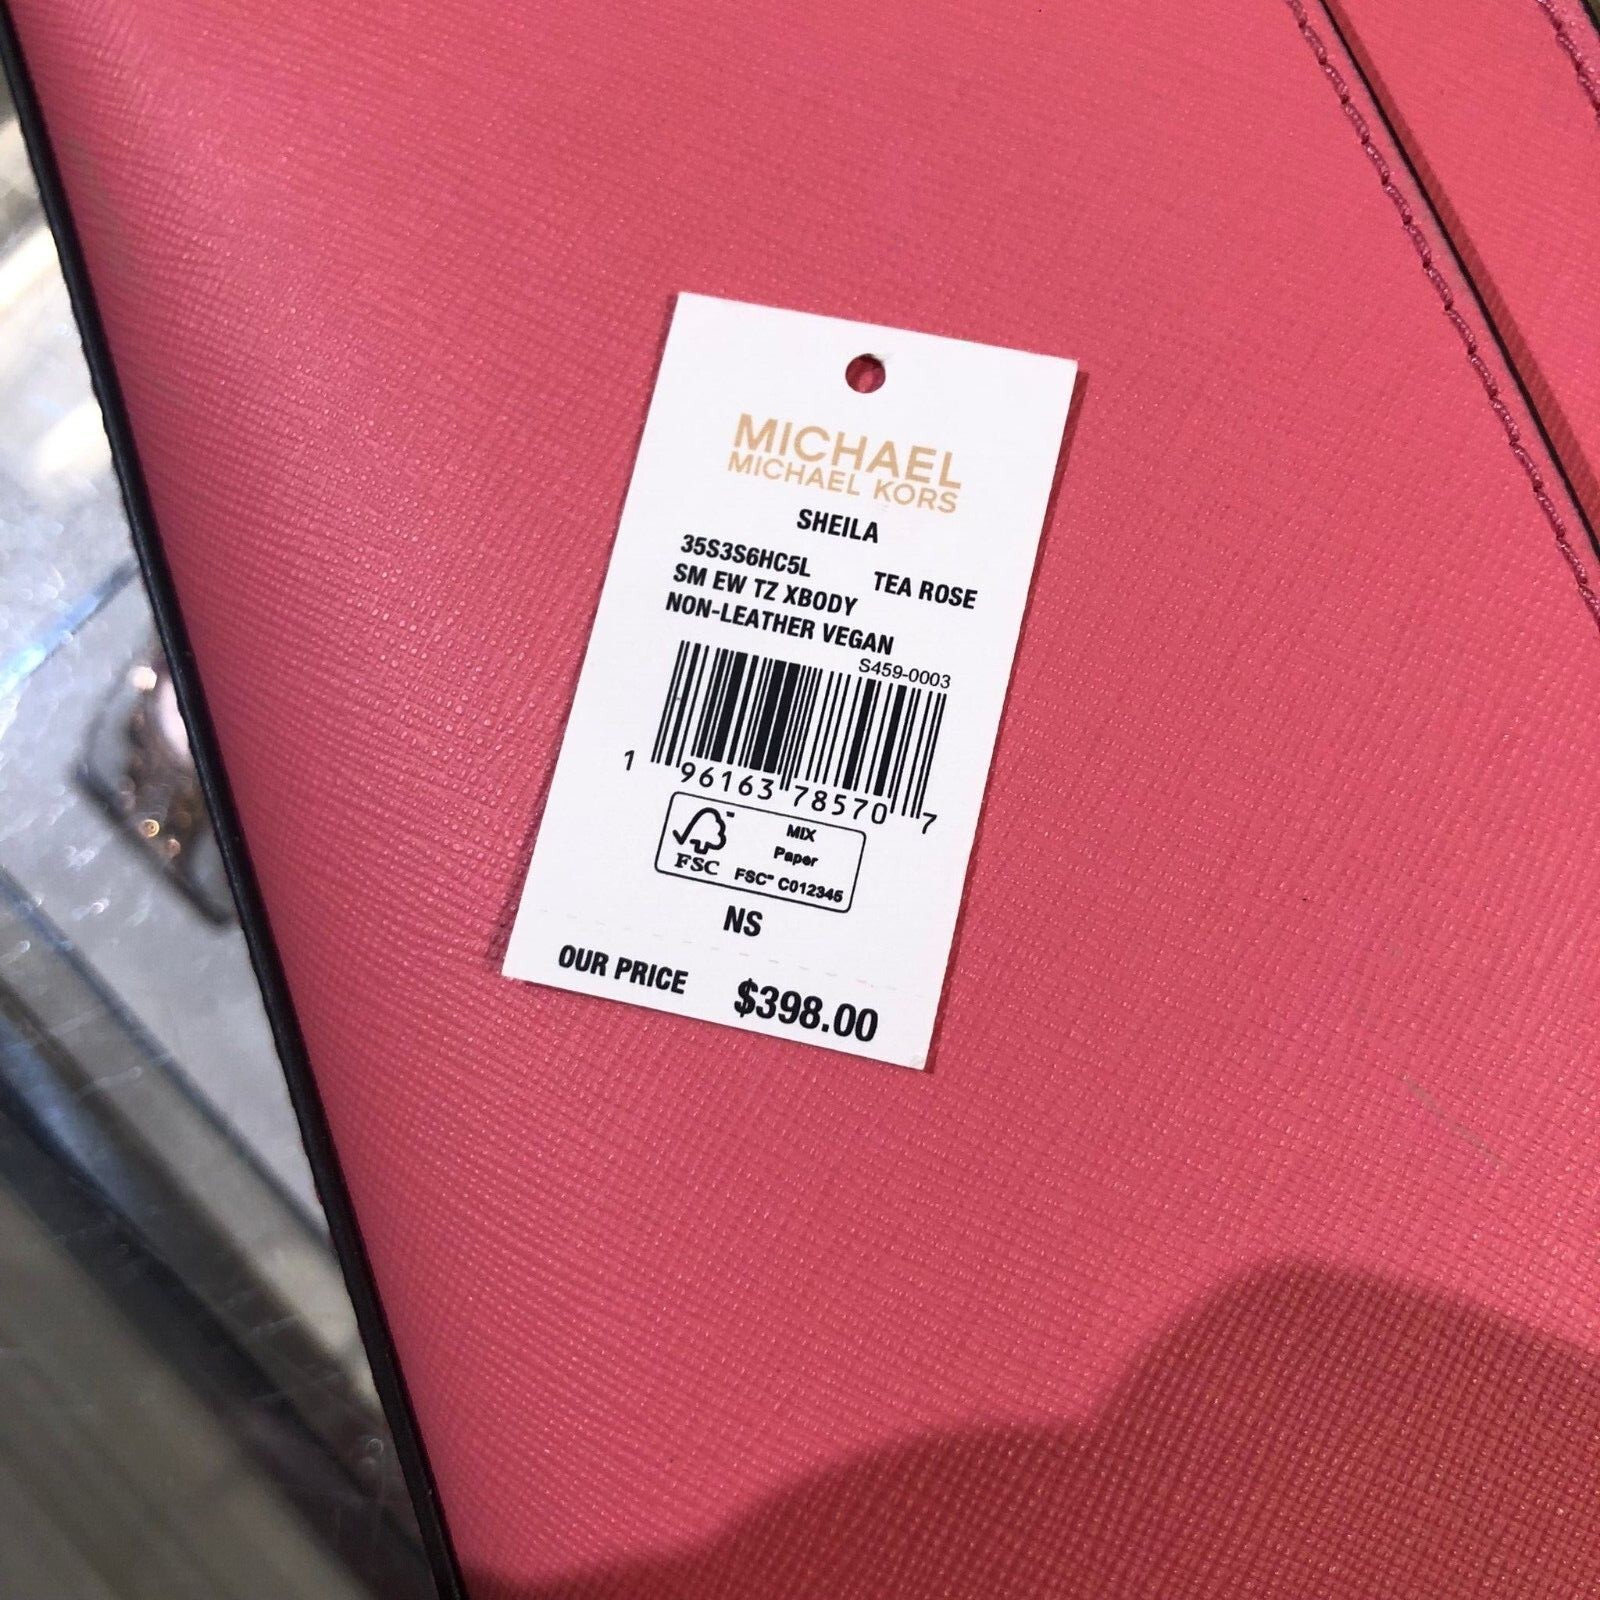 MICHAEL
MICHAEL KORS
SHEILA
35S3S6HC5L TEA ROSE
SM EW TZ XBODY
NON-LEATHER VEGAN
S459-0003
1 96163 78570 7
FSC™
MIX
Paper
FSC™ C012345
NS
OUR PRICE $398.00